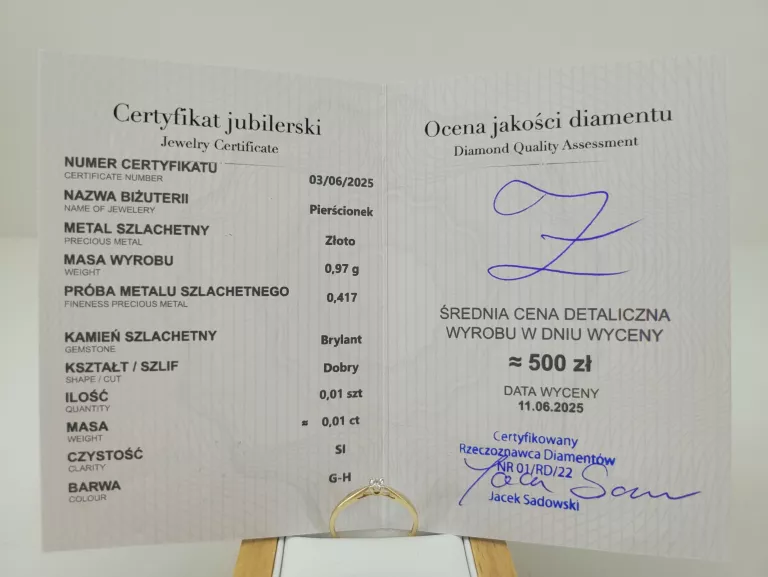 Certyfikat jubilerski
Jewelry Certificate
NUMER CERTYFIKATU
CERTIFICATE NUMBER
03/06/2025
NAZWA BIŻUTERII
NAME OF JEWELERY
Pierścionek
METAL SZLACHETNY
PRECIOUS METAL
Złoto
MASA WYROBU
WEIGHT
0,97 g
PRÓBA METALU SZLACHETNEGO
FINENESS PRECIOUS METAL
0,417
KAMIEŃ SZLACHETNY
GEMSTONE
Brylant
KSZTAŁT / SZLIF
SHAPE / CUT
Dobry
ILOŚĆ
QUANTITY
0,01 szt
MASA
WEIGHT
≈ 0,01 ct
CZYSTOŚĆ
CLARITY
SI
BARWA
COLOUR
G-H
Ocena jakości diamentu
Diamond Quality Assessment
ŚREDNIA CENA DETALICZNA
WYROBU W DNIU WYCENY
≈ 500 zł
DATA WYCENY
11.06.2025
Certyfikowany
Rzeczoznawca Diamentów
NR 01/RD/22
Jacek Sadowski